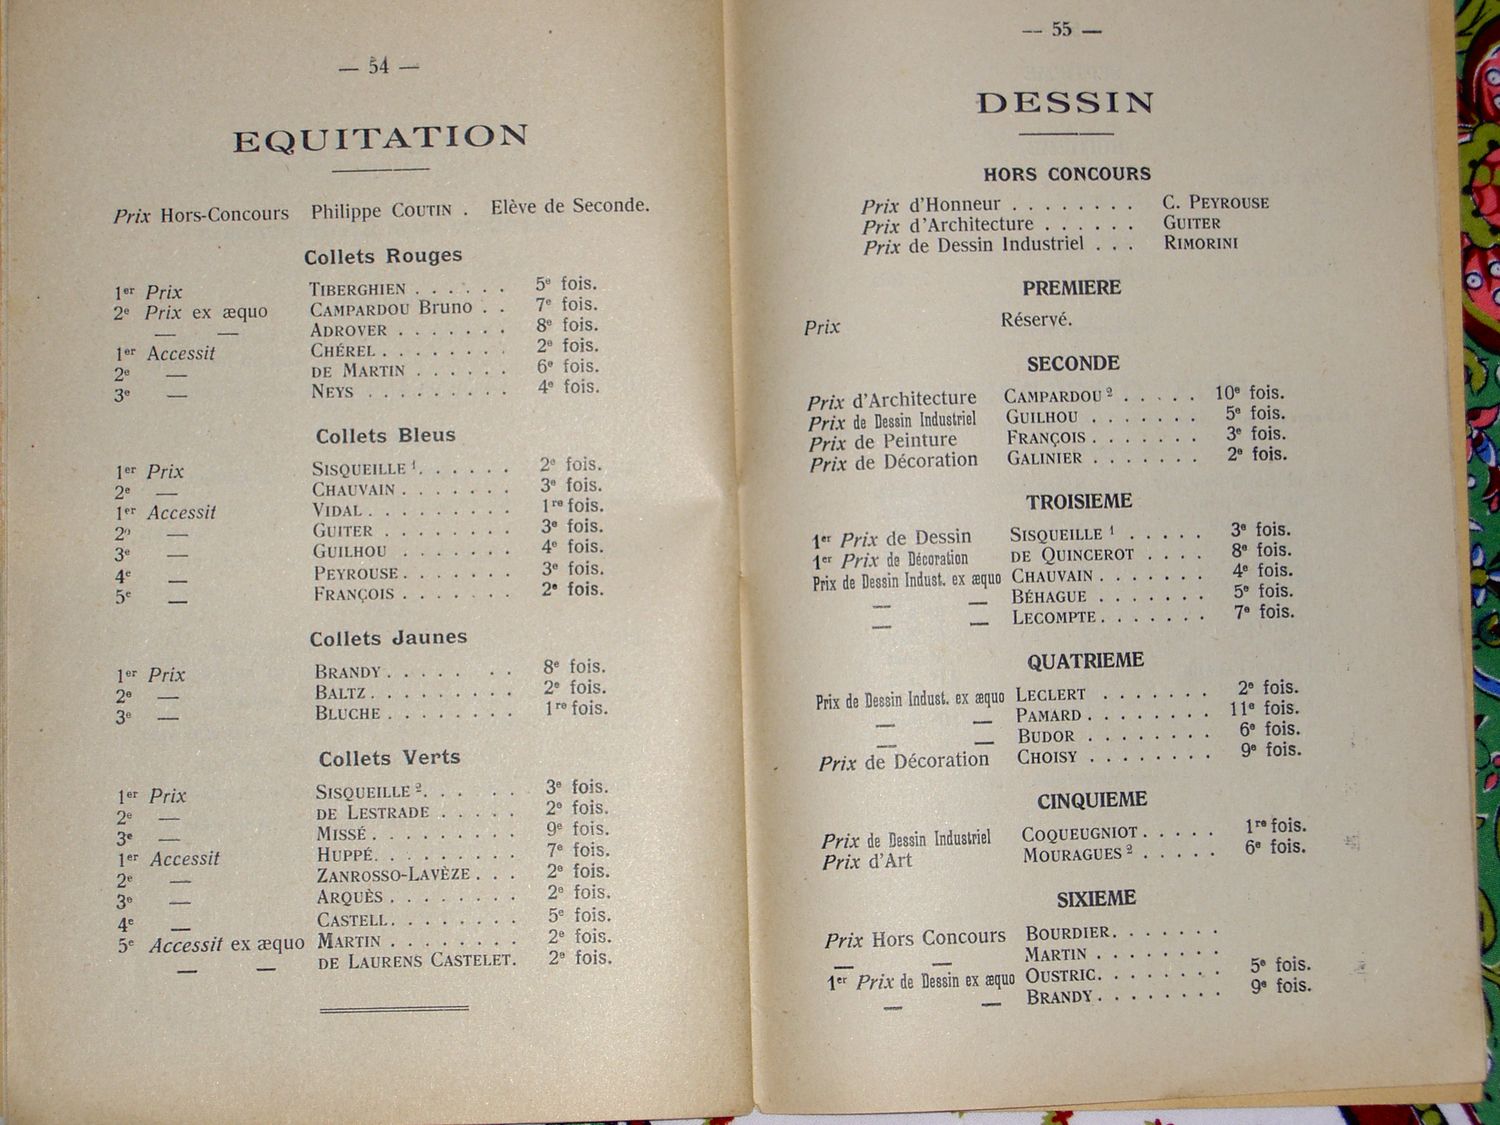 — 54 —
EQUITATION
Prix Hors-Concours Philippe COUTIN . Elève de Seconde.
Collets Rouges
1er Prix TIBERGHIEN . . . . . . 5e fois.
2e Prix ex æquo CAMPARDOU Bruno . . 7e fois.
— — ADROVER . . . . . . . 8e fois.
1er Accessit CHÉREL . . . . . . . . 2e fois.
2e — DE MARTIN . . . . . . 6e fois.
3e — NEYS . . . . . . . . . 4e fois.
Collets Bleus
1er Prix SISQUEILLE 1. . . . . . 2e fois.
2e — CHAUVAIN . . . . . . . 3e fois.
1er Accessit VIDAL . . . . . . . . . 1re fois.
2e — GUITER . . . . . . . . 3e fois.
3e — GUILHOU . . . . . . . 4e fois.
4e — PEYROUSE . . . . . . . 3e fois.
5e — FRANÇOIS . . . . . . . 2e fois.
Collets Jaunes
1er Prix BRANDY . . . . . . . 8e fois.
2e — BALTZ . . . . . . . . . 2e fois.
3e — BLUCHE . . . . . . . . 1re fois.
Collets Verts
1er Prix SISQUEILLE 2. . . . . 3e fois.
2e — DE LESTRADE . . . . . 2e fois.
3e — MISSÉ . . . . . . . . . 9e fois.
1er Accessit HUPPÉ . . . . . . . . . 7e fois.
2e — ZANROSSO-LAVÈZE . . . 2e fois.
3e — ARQUÈS . . . . . . . . 2e fois.
4e — CASTELL . . . . . . . . 5e fois.
5e Accessit ex æquo MARTIN . . . . . . . . 2e fois.
— — DE LAURENS CASTELET. 2e fois.
— 55 —
DESSIN
HORS CONCOURS
Prix d'Honneur . . . . . . . . C. PEYROUSE
Prix d'Architecture . . . . . . GUITER
Prix de Dessin Industriel . . . RIMORINI
PREMIERE
Prix Réservé.
SECONDE
Prix d'Architecture CAMPARDOU 2 . . . . . 10e fois.
Prix de Dessin Industriel GUILHOU . . . . . . . 5e fois.
Prix de Peinture FRANÇOIS . . . . . . . 3e fois.
Prix de Décoration GALINIER . . . . . . . 2e fois.
TROISIEME
1er Prix de Dessin SISQUEILLE 1 . . . . . 3e fois.
1er Prix de Décoration DE QUINCEROT . . . . 8e fois.
Prix de Dessin Indust. ex æquo CHAUVAIN . . . . . . . 4e fois.
— — BÉHAGUE . . . . . . . 5e fois.
— — LECOMPTE . . . . . . . 7e fois.
QUATRIEME
Prix de Dessin Indust. ex æquo LECLERT . . . . . . . 2e fois.
— — PAMARD . . . . . . . . 11e fois.
— — BUDOR . . . . . . . . 6e fois.
Prix de Décoration CHOISY . . . . . . . . 9e fois.
CINQUIEME
Prix de Dessin Industriel COQUEUGNIOT . . . . . 1re fois.
Prix d'Art MOURAGUES 2 . . . . . 6e fois.
SIXIEME
Prix Hors Concours BOURDIER . . . . . . .
— — MARTIN . . . . . . . .
1er Prix de Dessin ex æquo OUSTRIC . . . . . . . . 5e fois.
— — BRANDY . . . . . . . . 9e fois.